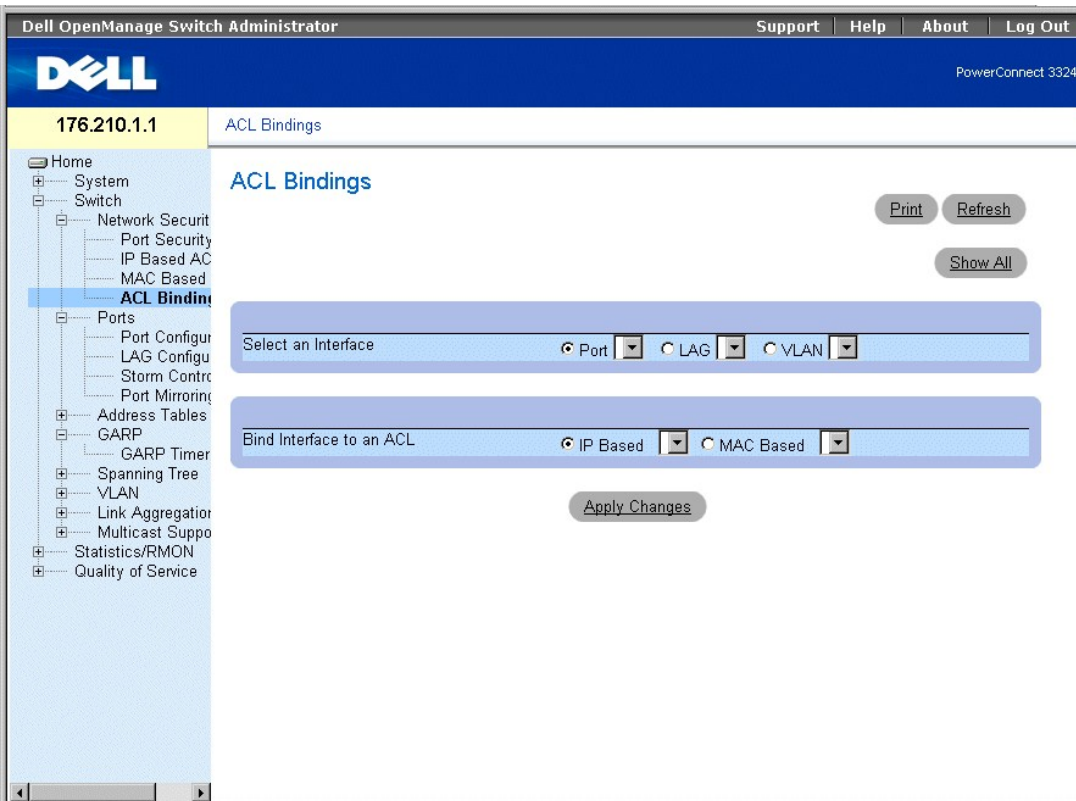 Dell OpenManage Switch Administrator
Support | Help | About | Log Out
DELL
PowerConnect 3324
176.210.1.1
ACL Bindings
Home
System
Switch
Network Securit
Port Security
IP Based AC
MAC Based
ACL Binding
Ports
Port Configur
LAG Configu
Storm Contro
Port Mirroring
Address Tables
GARP
GARP Timer
Spanning Tree
VLAN
Link Aggregation
Multicast Suppo
Statistics/RMON
Quality of Service
ACL Bindings
Print
Refresh
Show All
Select an Interface Port LAG VLAN
Bind Interface to an ACL IP Based MAC Based
Apply Changes